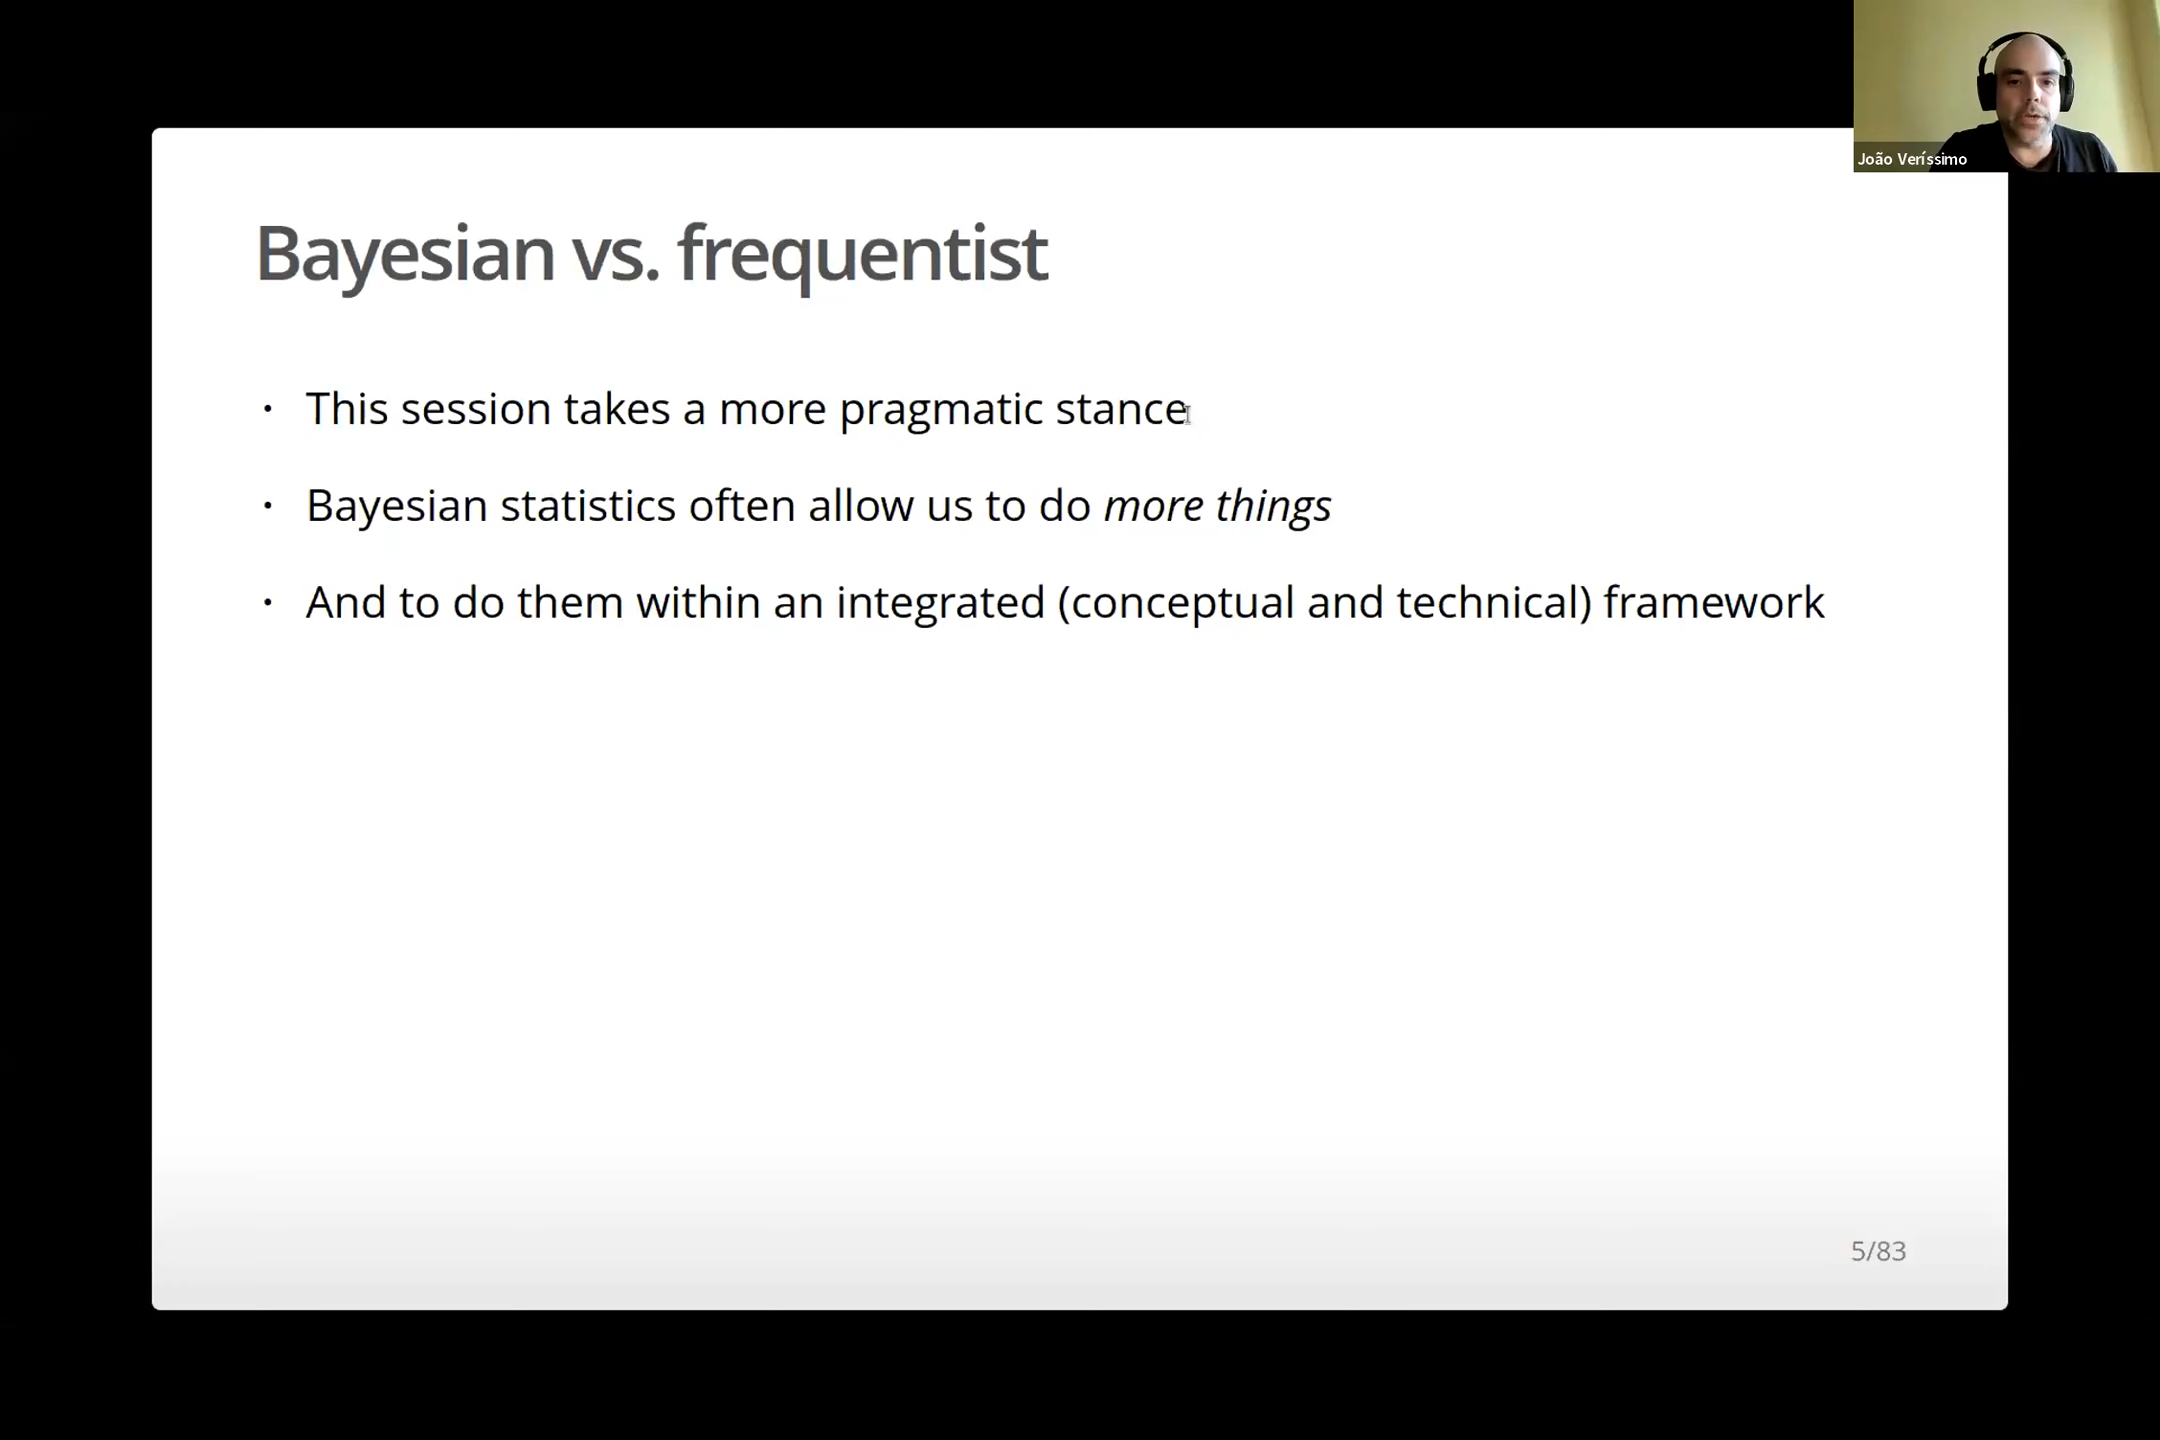 João Veríssimo
Bayesian vs. frequentist
• This session takes a more pragmatic stance
• Bayesian statistics often allow us to do more things
• And to do them within an integrated (conceptual and technical) framework
5/83